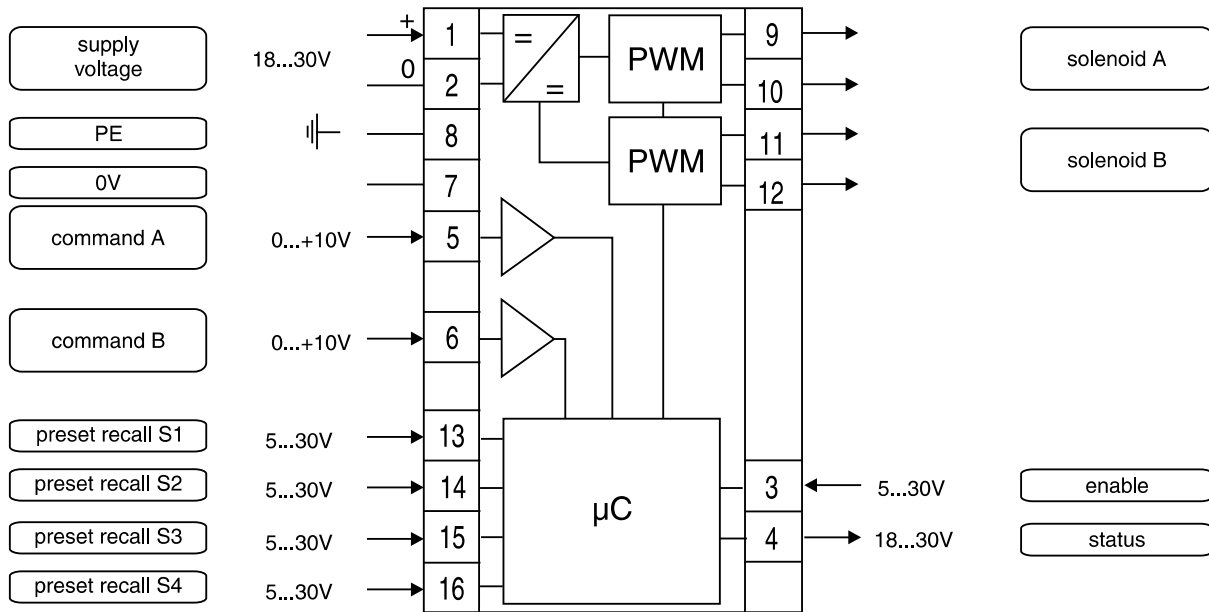 supply
voltage
18...30V
+
0
1
2
=
=
PWM
9
10
solenoid A
PE
8
PWM
11
12
solenoid B
0V
7
command A
0...+10V
5
command B
0...+10V
6
preset recall S1
5...30V
13
preset recall S2
5...30V
14
µC
3
5...30V
enable
preset recall S3
5...30V
15
4
18...30V
status
preset recall S4
5...30V
16